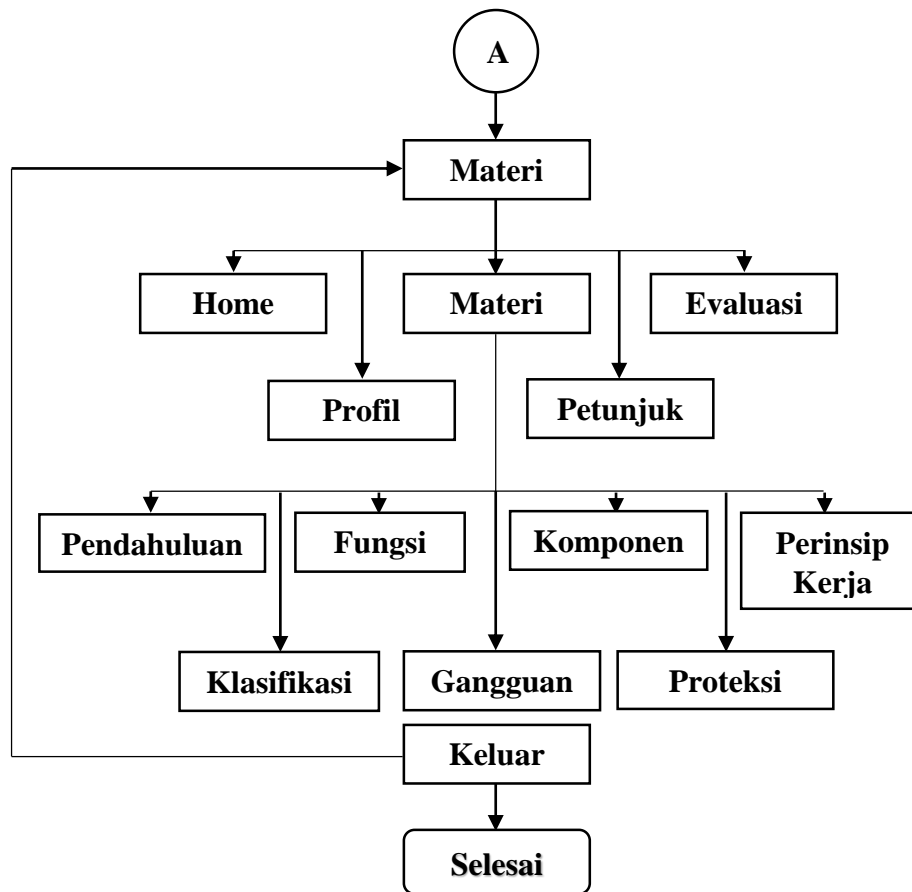 A
Materi
Home
Materi
Evaluasi
Profil
Petunjuk
Pendahuluan
Fungsi
Komponen
Perinsip
Kerja
Klasifikasi
Gangguan
Proteksi
Keluar
Selesai